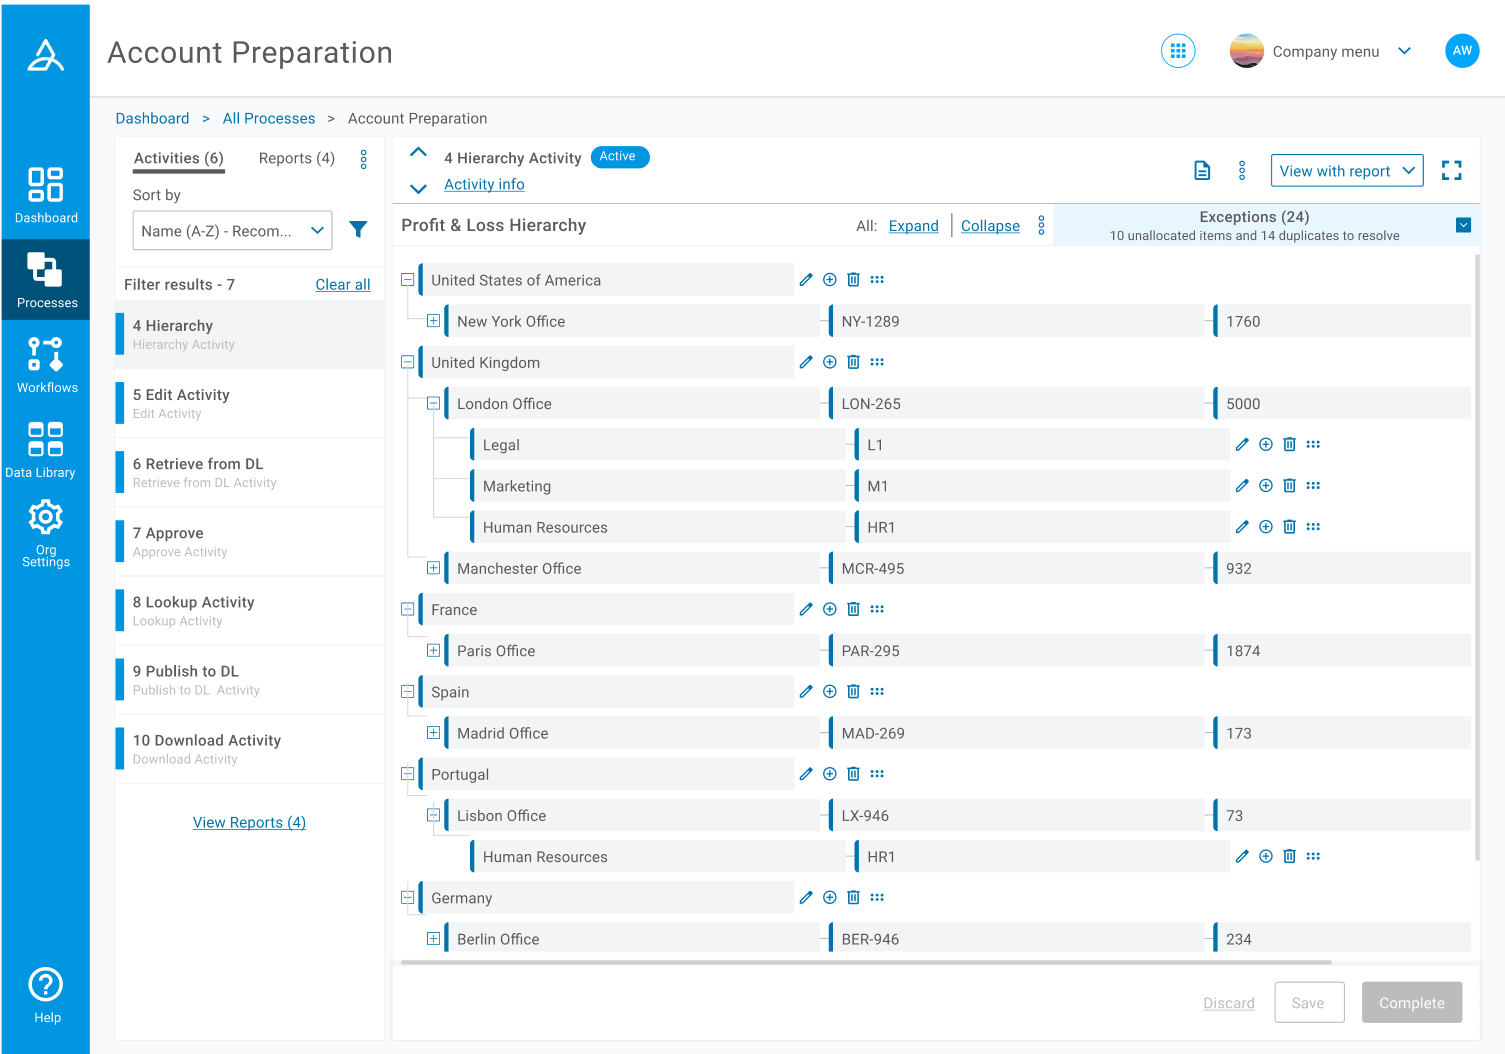 Account Preparation
Company menu
AW
Dashboard > All Processes > Account Preparation
Dashboard
Processes
Workflows
Data Library
Org
Settings
Help
Activities (6)
Reports (4)
Sort by
Name (A-Z) - Recom...
Filter results - 7
Clear all
4 Hierarchy
Hierarchy Activity
5 Edit Activity
Edit Activity
6 Retrieve from DL
Retrieve from DL Activity
7 Approve
Approve Activity
8 Lookup Activity
Lookup Activity
9 Publish to DL
Publish to DL Activity
10 Download Activity
Download Activity
View Reports (4)
4 Hierarchy Activity
Active
Activity info
View with report
Profit & Loss Hierarchy
All: Expand Collapse
Exceptions (24)
10 unallocated items and 14 duplicates to resolve
United States of America
New York Office NY-1289 1760
United Kingdom
London Office LON-265 5000
Legal L1
Marketing M1
Human Resources HR1
Manchester Office MCR-495 932
France
Paris Office PAR-295 1874
Spain
Madrid Office MAD-269 173
Portugal
Lisbon Office LX-946 73
Human Resources HR1
Germany
Berlin Office BER-946 234
Discard
Save
Complete